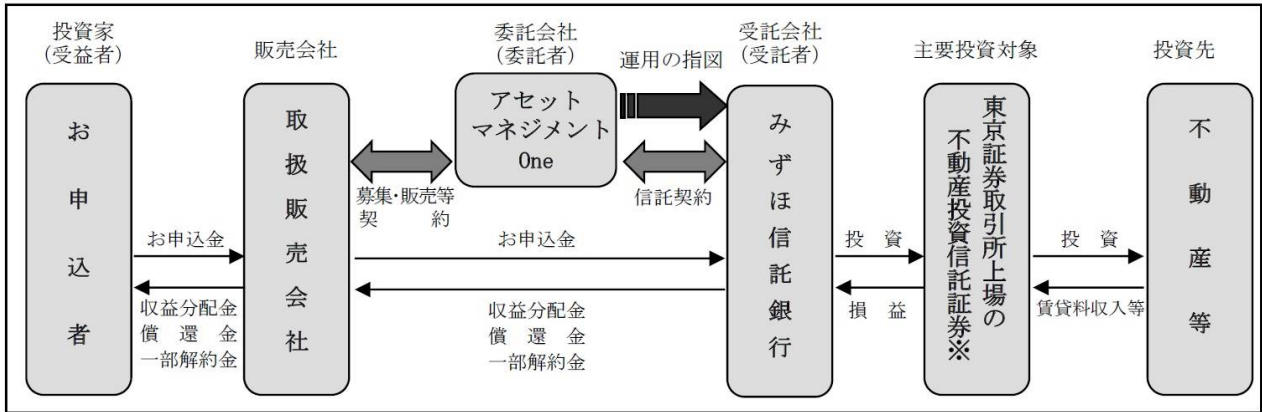 投資家
(受益者)
お申込者
販売会社
取扱販売会社
委託会社
(委託者)
アセット
マネジメント
One
運用の指図
受託会社
(受託者)
みずほ信託銀行
主要投資対象
東京証券取引所上場の
不動産投資信託証券※
投資先
不動産等
募集・販売等
契約
信託契約
お申込金
収益分配金
償還金
一部解約金
お申込金
収益分配金
償還金
一部解約金
投資
損益
投資
賃貸料収入等